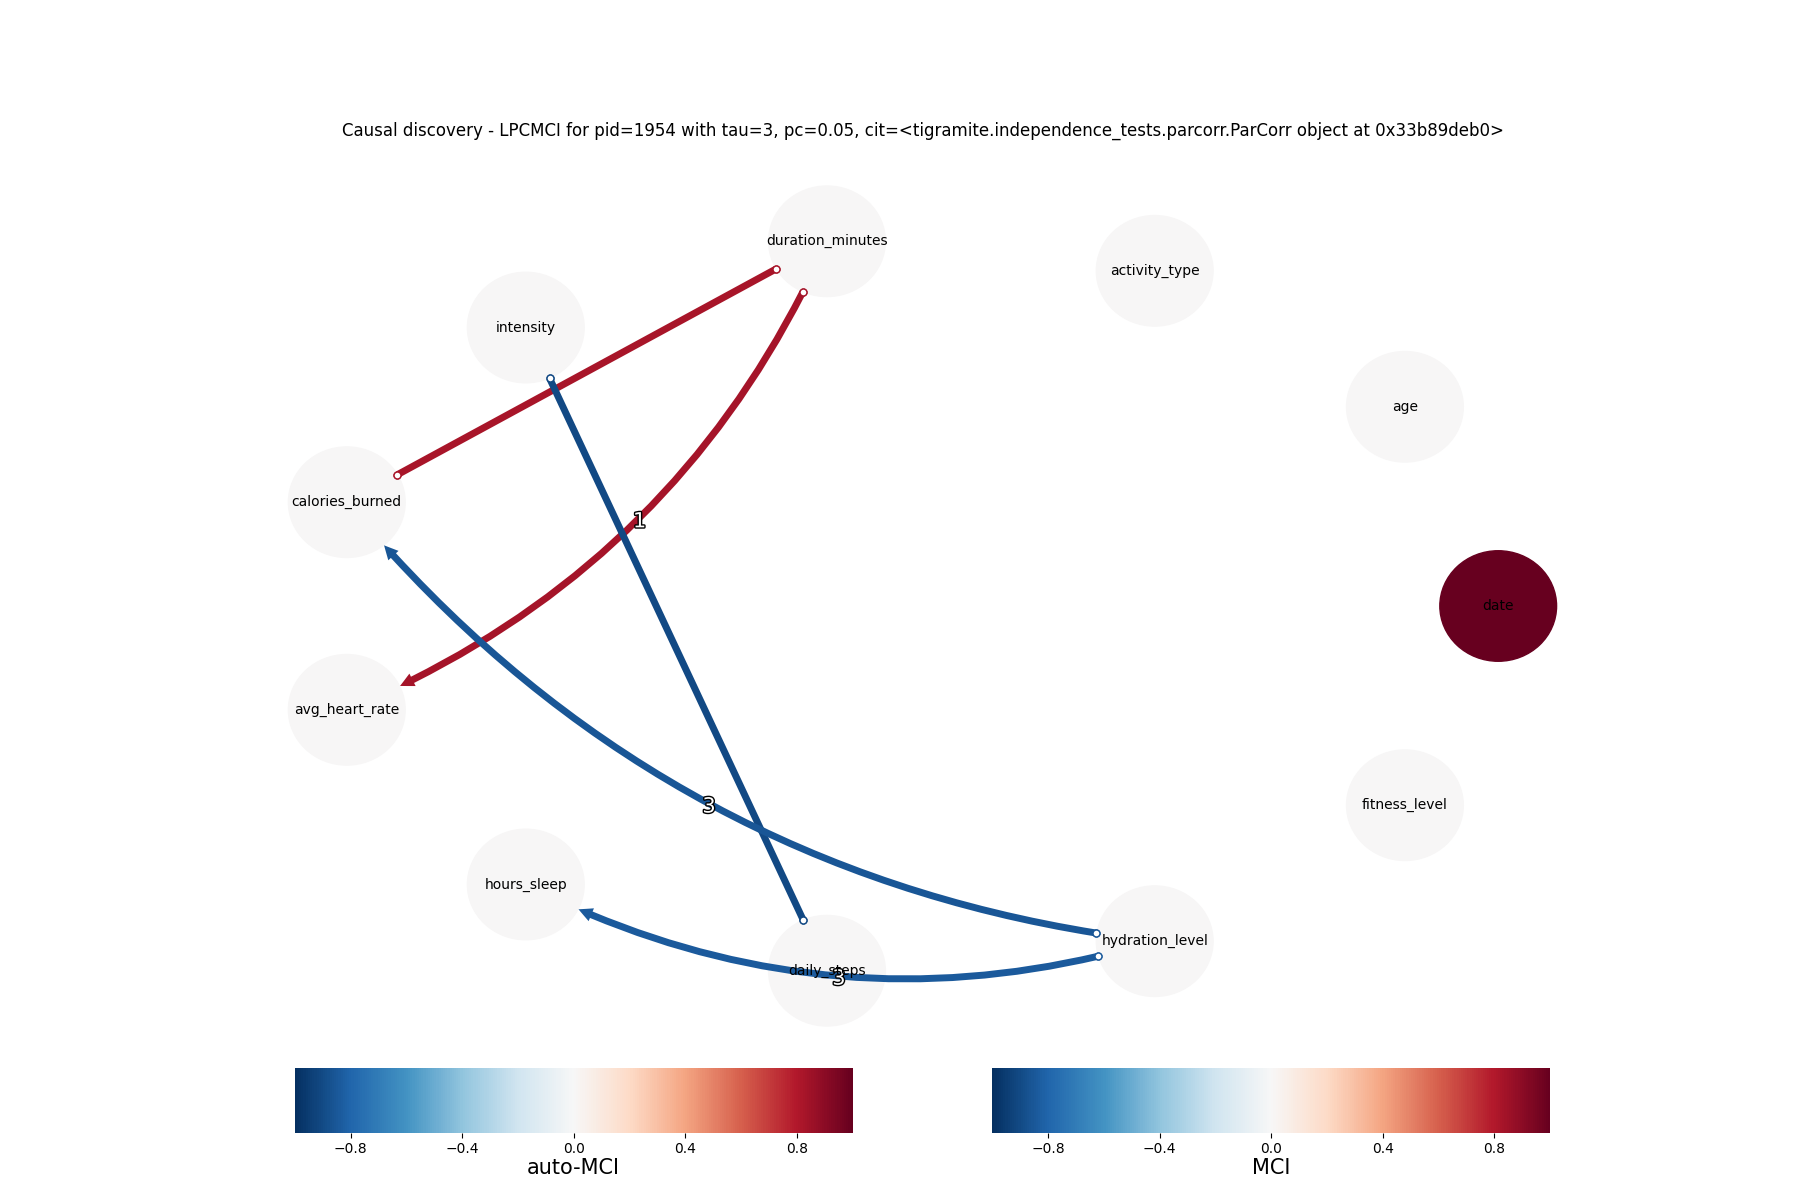 Causal discovery - LPCMCI for pid=1954 with tau=3, pc=0.05, cit=<tigramite.independence_tests.parcorr.ParCorr object at 0x33b89deb0>
duration_minutes
activity_type
intensity
age
calories_burned
1
date
avg_heart_rate
3
fitness_level
hours_sleep
hydration_level
daily_steps
3
−0.8 −0.4 0.0 0.4 0.8
auto-MCI
−0.8 −0.4 0.0 0.4 0.8
MCI